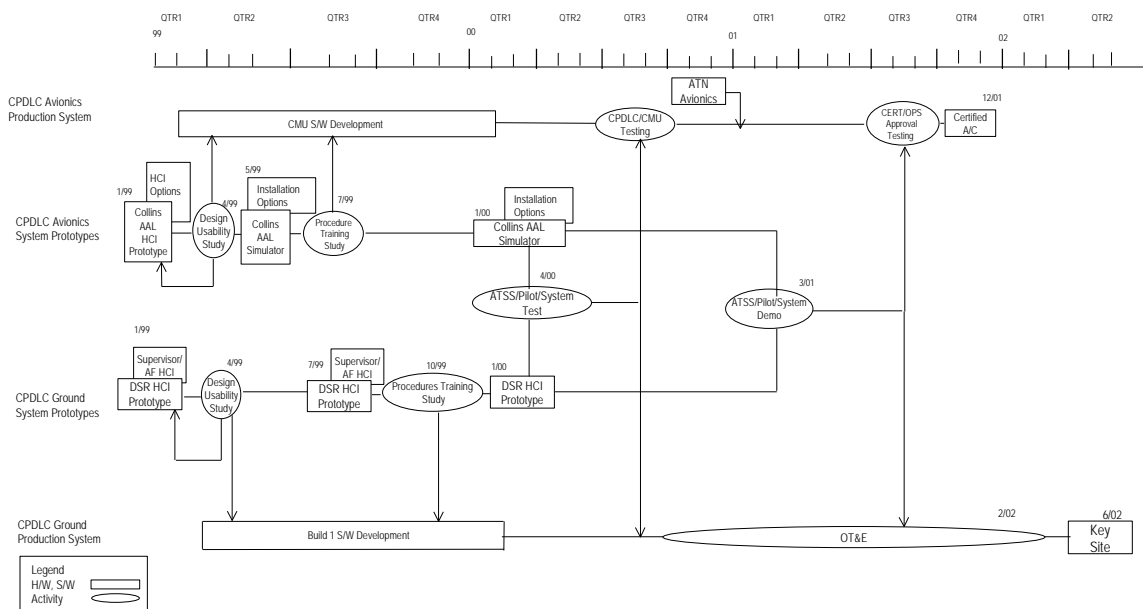 QTR1 QTR2 QTR3 QTR4 QTR1 QTR2 QTR3 QTR4 QTR1 QTR2 QTR3 QTR4 QTR1 QTR2
99 00 01 02
CPDLC Avionics
Production System
CMU S/W Development
CPDLC/CMU
Testing
ATN
Avionics
CERT/OPS
Approval
Testing
12/01
Certified
A/C
CPDLC Avionics
System Prototypes
1/99
HCI
Options
Collins
AAL
HCI
Prototype
4/99
Design
Usability
Study
5/99
Installation
Options
Collins
AAL
Simulator
7/99
Procedure
Training
Study
1/00
Installation
Options
Collins AAL
Simulator
4/00
ATSS/Pilot/System
Test
3/01
ATSS/Pilot/System
Demo
CPDLC Ground
System Prototypes
1/99
Supervisor/
AF HCI
DSR HCI
Prototype
4/99
Design
Usability
Study
7/99
Supervisor/
AF HCI
DSR HCI
Prototype
10/99
Procedures Training
Study
1/00
DSR HCI
Prototype
CPDLC Ground
Production System
Build 1 S/W Development
OT&E
2/02
6/02
Key
Site
Legend
H/W, S/W
Activity